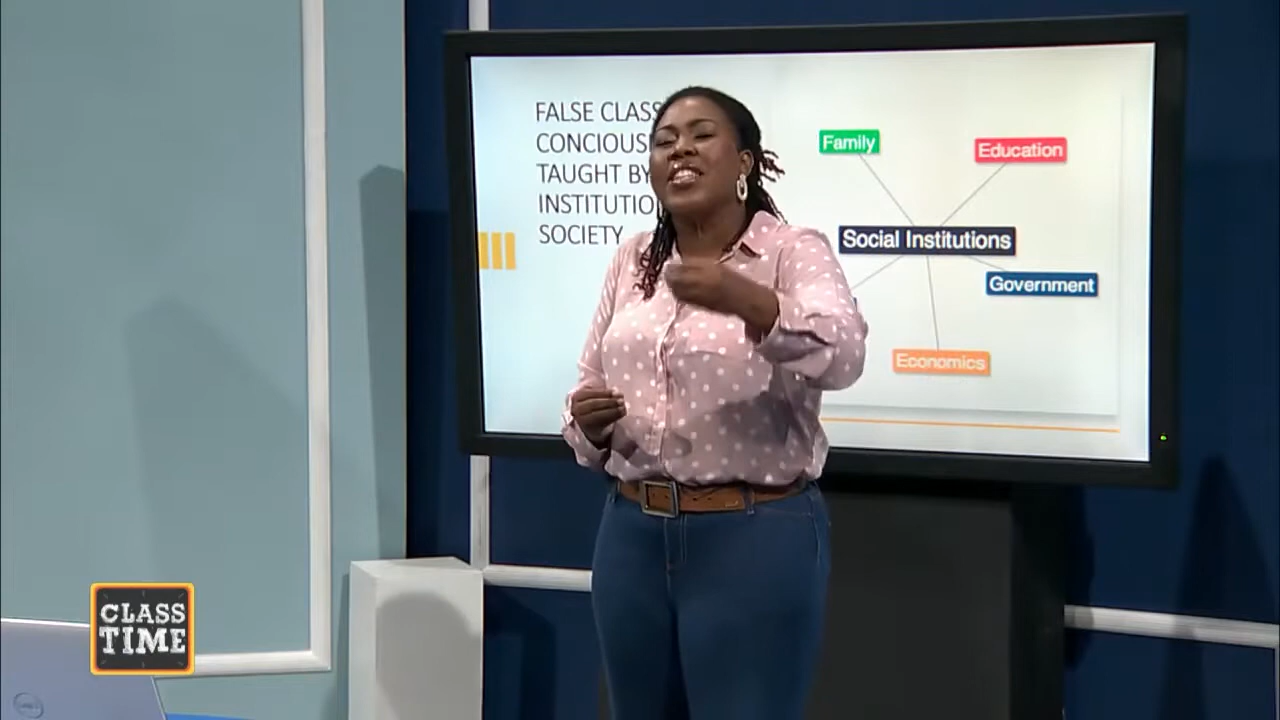 FALSE CLASS
CONCIOUS
TAUGHT BY
INSTITUTIO
SOCIETY
Family
Education
Social Institutions
Government
Economics
CLASS
TIME